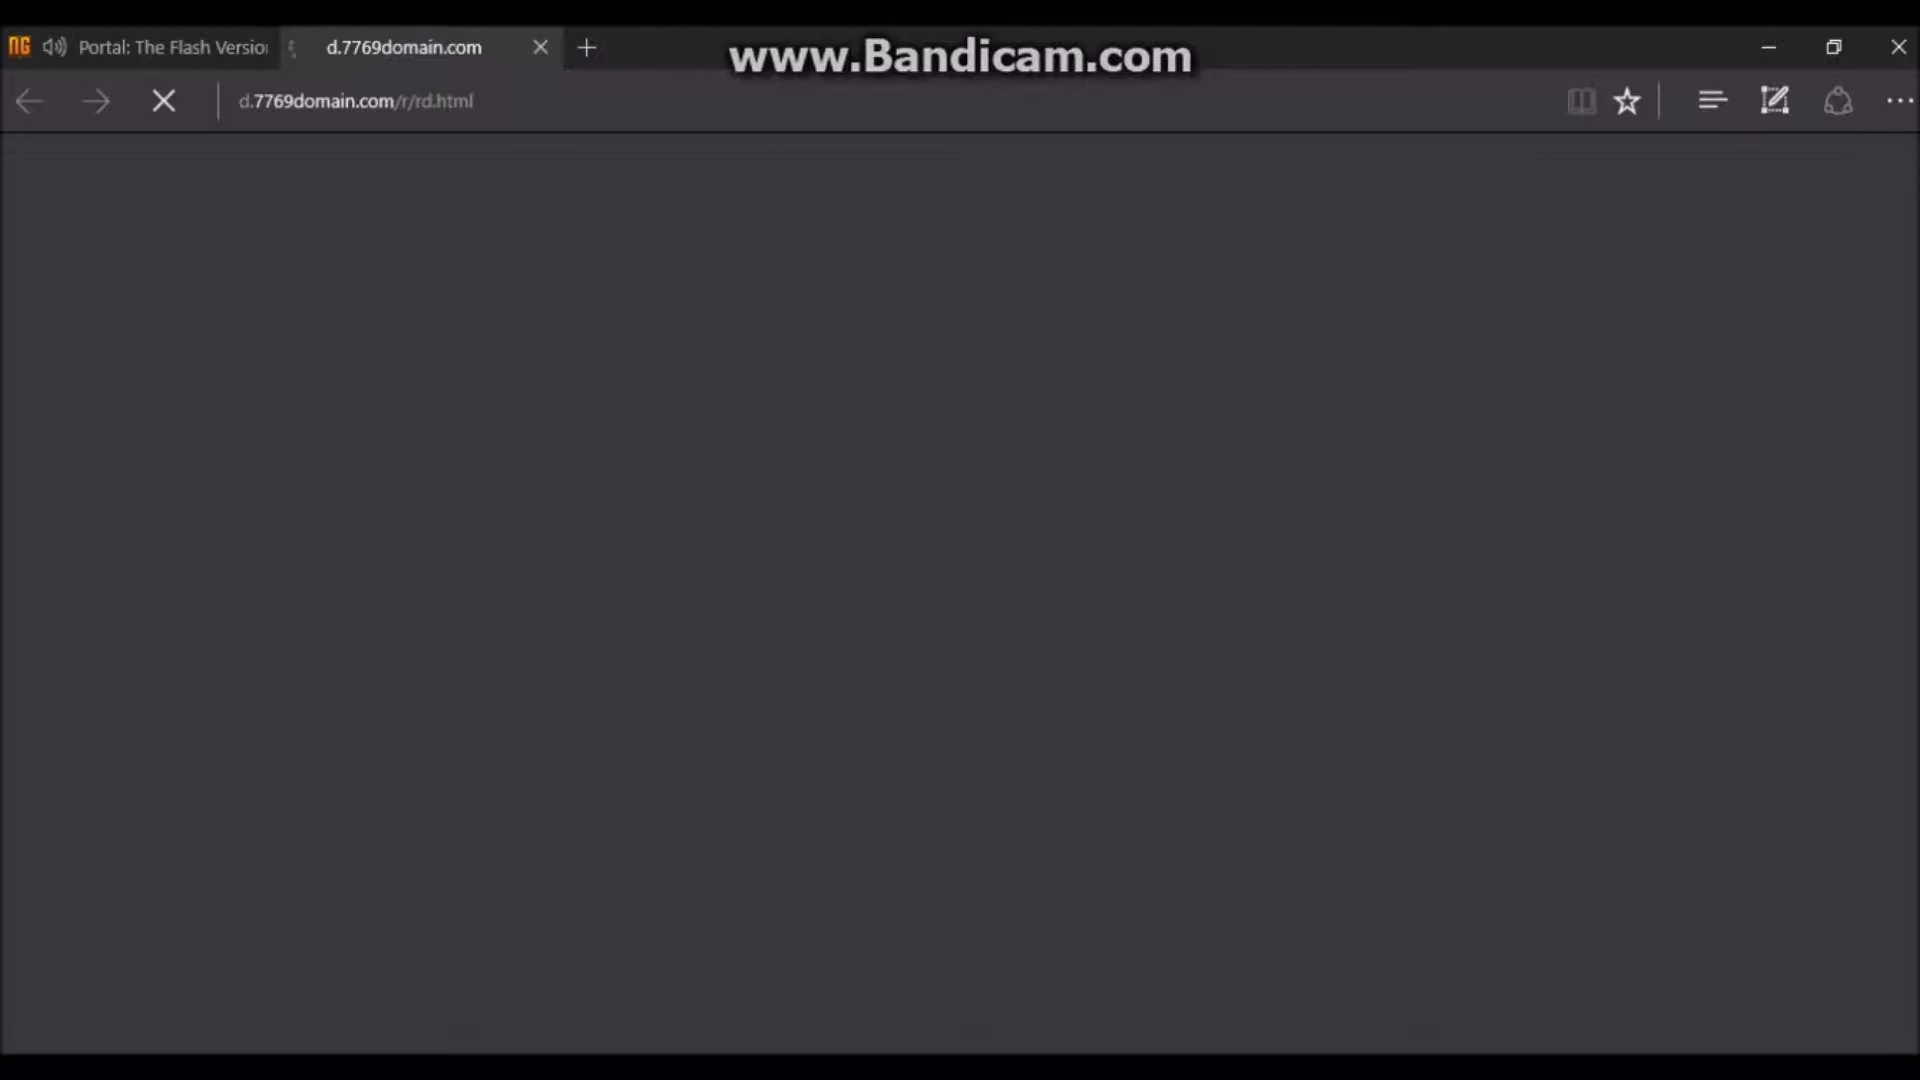 NG Portal: The Flash Versio
d.7769domain.com
www.Bandicam.com
d.7769domain.com/r/rd.html